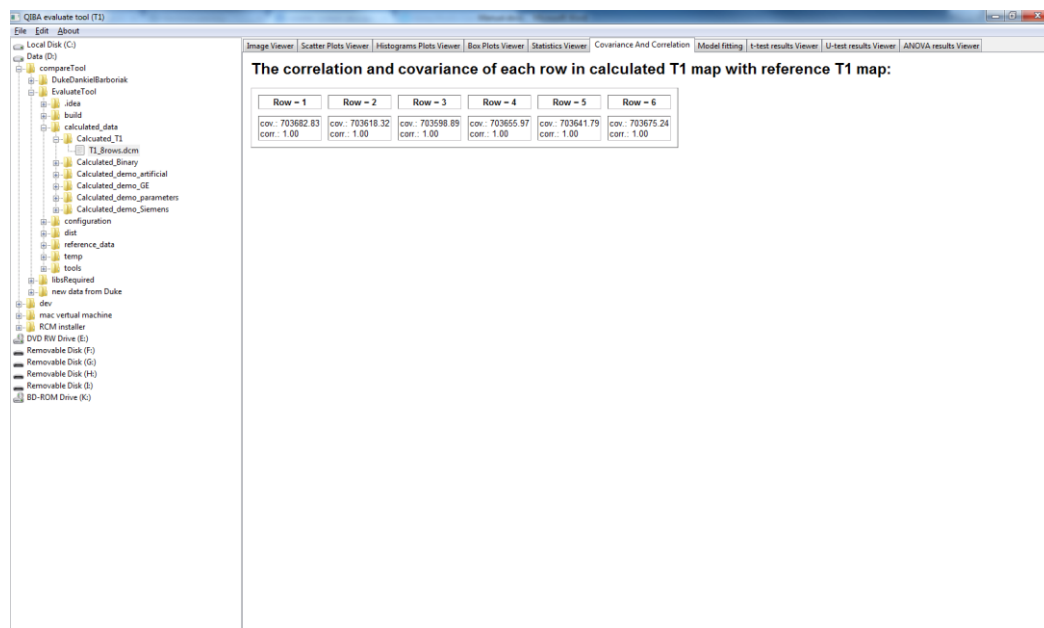 QIBA evaluate tool (T1)
File Edit About
Local Disk (C:)
Data (D:)
compareTool
DukeDankielBarboriak
EvaluateTool
.idea
build
calculated_data
Calcuated_T1
T1_8rows.dcm
Calculated_Binary
Calculated_demo_artificial
Calculated_demo_GE
Calculated_demo_parameters
Calculated_demo_Siemens
configuration
dist
reference_data
temp
tools
libsRequired
new data from Duke
dev
mac vertual machine
RCM installer
DVD RW Drive (E:)
Removable Disk (F:)
Removable Disk (G:)
Removable Disk (H:)
Removable Disk (I:)
BD-ROM Drive (K:)
Image Viewer Scatter Plots Viewer Histograms Plots Viewer Box Plots Viewer Statistics Viewer Covariance And Correlation Model fitting t-test results Viewer U-test results Viewer ANOVA results Viewer
The correlation and covariance of each row in calculated T1 map with reference T1 map:
Row = 1 Row = 2 Row = 3 Row = 4 Row = 5 Row = 6
cov.: 703682.83 cov.: 703618.32 cov.: 703598.89 cov.: 703655.97 cov.: 703641.79 cov.: 703675.24
corr.: 1.00 corr.: 1.00 corr.: 1.00 corr.: 1.00 corr.: 1.00 corr.: 1.00